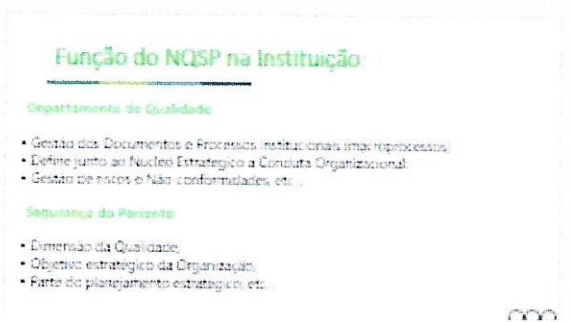 Função do NQSP na Instituição:
Departamento de Qualidade:
• Gestão dos Documentos e Processos Institucionais (macroprocessos)
• Define junto ao Núcleo Estratégico a Conduta Organizacional;
• Gestão de riscos e Não conformidades, etc...
Segurança do Paciente:
• Dimensão da Qualidade;
• Objetivo estratégico da Organização;
• Parte do planejamento estratégico, etc...